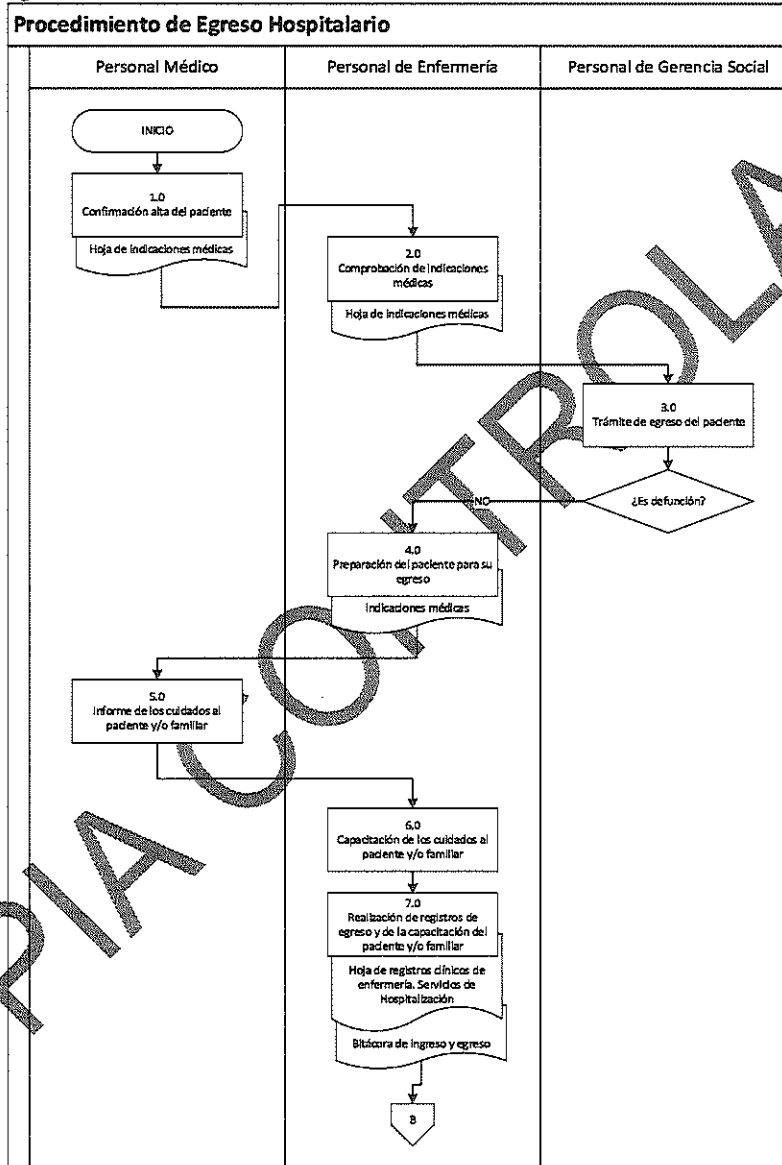 Procedimiento de Egreso Hospitalario
Personal Médico
Personal de Enfermería
Personal de Gerencia Social
INICIO
1.0
Confirmación alta del paciente
Hoja de indicaciones médicas
2.0
Comprobación de indicaciones
médicas
Hoja de indicaciones médicas
3.0
Trámite de egreso del paciente
¿Es defunción?
NO
4.0
Preparación del paciente para su
egreso
Indicaciones médicas
5.0
Informe de los cuidados al
paciente y/o familiar
6.0
Capacitación de los cuidados al
paciente y/o familiar
7.0
Realización de registros de
egreso y de la capacitación del
paciente y/o familiar
Hoja de registros clínicos de
enfermería. Servicios de
Hospitalización
Bitácora de ingreso y egreso
B
PIA CONTROLA